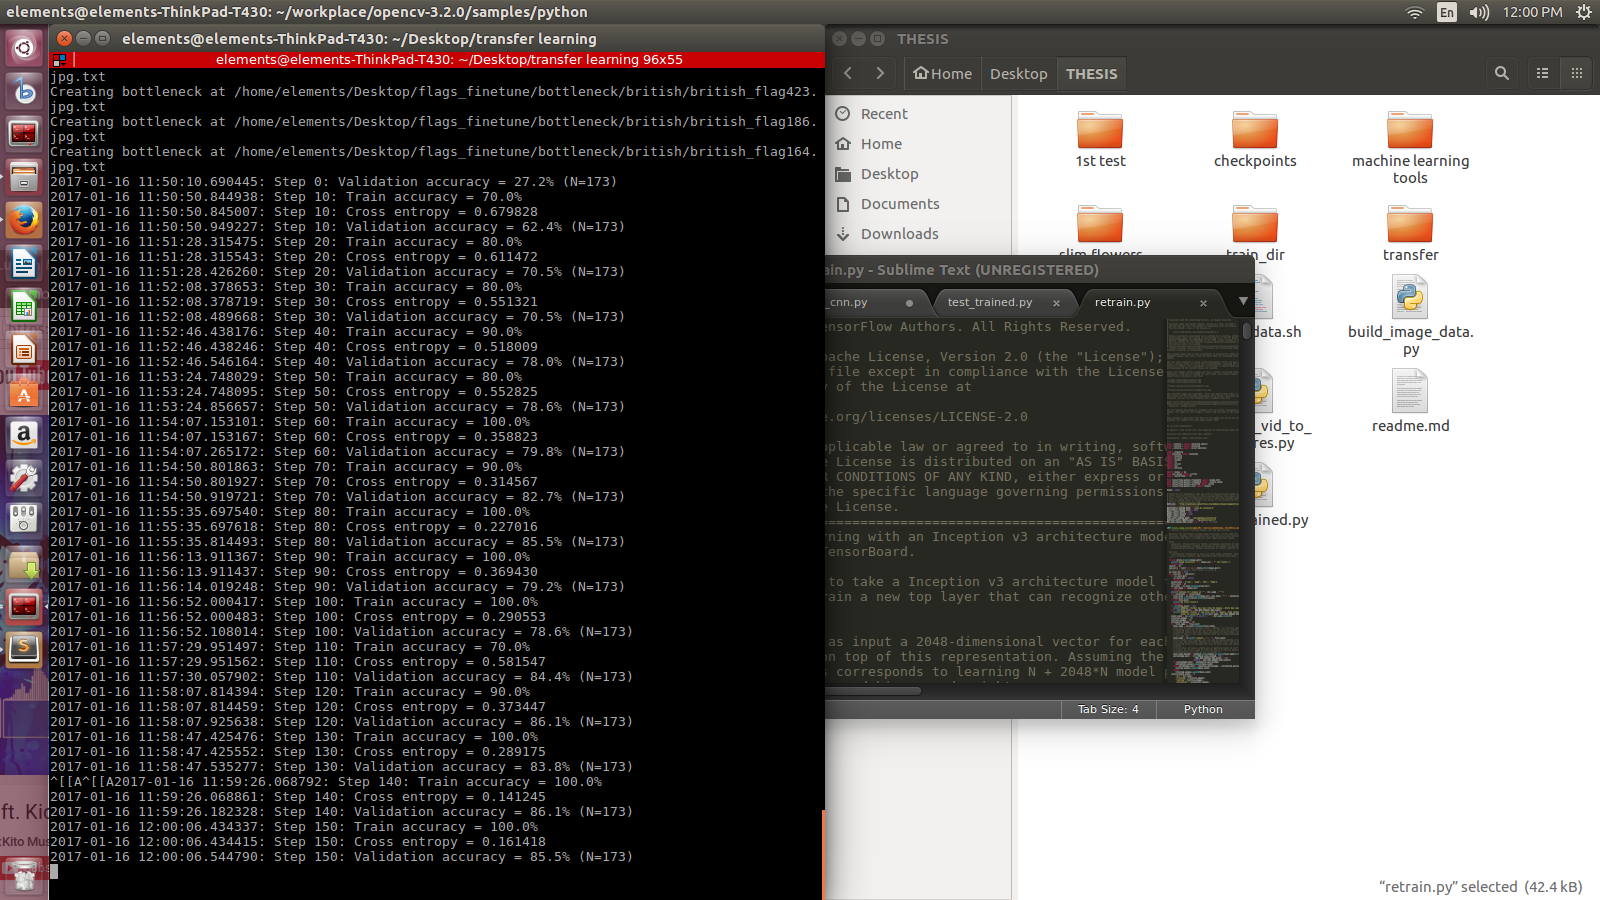 elements@elements-ThinkPad-T430: ~/workplace/opencv-3.2.0/samples/python
En
12:00 PM
elements@elements-ThinkPad-T430: ~/Desktop/transfer learning
elements@elements-ThinkPad-T430: ~/Desktop/transfer learning 96x55
jpg.txt
Creating bottleneck at /home/elements/Desktop/flags_finetune/bottleneck/british/british_flag423.
jpg.txt
Creating bottleneck at /home/elements/Desktop/flags_finetune/bottleneck/british/british_flag186.
jpg.txt
Creating bottleneck at /home/elements/Desktop/flags_finetune/bottleneck/british/british_flag164.
jpg.txt
2017-01-16 11:50:10.690445: Step 0: Validation accuracy = 27.2% (N=173)
2017-01-16 11:50:50.844938: Step 10: Train accuracy = 70.0%
2017-01-16 11:50:50.845007: Step 10: Cross entropy = 0.679828
2017-01-16 11:50:50.949227: Step 10: Validation accuracy = 62.4% (N=173)
2017-01-16 11:51:28.315475: Step 20: Train accuracy = 80.0%
2017-01-16 11:51:28.315543: Step 20: Cross entropy = 0.611472
2017-01-16 11:51:28.426260: Step 20: Validation accuracy = 70.5% (N=173)
2017-01-16 11:52:08.378653: Step 30: Train accuracy = 80.0%
2017-01-16 11:52:08.378719: Step 30: Cross entropy = 0.551321
2017-01-16 11:52:08.489668: Step 30: Validation accuracy = 70.5% (N=173)
2017-01-16 11:52:46.438176: Step 40: Train accuracy = 90.0%
2017-01-16 11:52:46.438246: Step 40: Cross entropy = 0.518009
2017-01-16 11:52:46.546164: Step 40: Validation accuracy = 78.0% (N=173)
2017-01-16 11:53:24.748029: Step 50: Train accuracy = 80.0%
2017-01-16 11:53:24.748095: Step 50: Cross entropy = 0.552825
2017-01-16 11:53:24.856657: Step 50: Validation accuracy = 78.6% (N=173)
2017-01-16 11:54:07.153101: Step 60: Train accuracy = 100.0%
2017-01-16 11:54:07.153167: Step 60: Cross entropy = 0.358823
2017-01-16 11:54:07.265172: Step 60: Validation accuracy = 79.8% (N=173)
2017-01-16 11:54:50.801863: Step 70: Train accuracy = 90.0%
2017-01-16 11:54:50.801927: Step 70: Cross entropy = 0.314567
2017-01-16 11:54:50.919721: Step 70: Validation accuracy = 82.7% (N=173)
2017-01-16 11:55:35.697540: Step 80: Train accuracy = 100.0%
2017-01-16 11:55:35.697618: Step 80: Cross entropy = 0.227016
2017-01-16 11:55:35.814493: Step 80: Validation accuracy = 85.5% (N=173)
2017-01-16 11:56:13.911367: Step 90: Train accuracy = 100.0%
2017-01-16 11:56:13.911437: Step 90: Cross entropy = 0.369430
2017-01-16 11:56:14.019248: Step 90: Validation accuracy = 79.2% (N=173)
2017-01-16 11:56:52.000417: Step 100: Train accuracy = 100.0%
2017-01-16 11:56:52.000483: Step 100: Cross entropy = 0.290553
2017-01-16 11:56:52.108014: Step 100: Validation accuracy = 78.6% (N=173)
2017-01-16 11:57:29.951497: Step 110: Train accuracy = 70.0%
2017-01-16 11:57:29.951562: Step 110: Cross entropy = 0.581547
2017-01-16 11:57:30.057902: Step 110: Validation accuracy = 84.4% (N=173)
2017-01-16 11:58:07.814394: Step 120: Train accuracy = 90.0%
2017-01-16 11:58:07.814459: Step 120: Cross entropy = 0.373447
2017-01-16 11:58:07.925638: Step 120: Validation accuracy = 86.1% (N=173)
2017-01-16 11:58:47.425476: Step 130: Train accuracy = 100.0%
2017-01-16 11:58:47.425552: Step 130: Cross entropy = 0.289175
2017-01-16 11:58:47.535277: Step 130: Validation accuracy = 83.8% (N=173)
^[[A^[[A2017-01-16 11:59:26.068792: Step 140: Train accuracy = 100.0%
2017-01-16 11:59:26.068861: Step 140: Cross entropy = 0.141245
2017-01-16 11:59:26.182328: Step 140: Validation accuracy = 86.1% (N=173)
2017-01-16 12:00:06.434337: Step 150: Train accuracy = 100.0%
2017-01-16 12:00:06.434415: Step 150: Cross entropy = 0.161418
2017-01-16 12:00:06.544790: Step 150: Validation accuracy = 85.5% (N=173)
ft. Kic
Kito Mus
THESIS
Home
Desktop
THESIS
Recent
Home
Desktop
Documents
Downloads
1st test
checkpoints
machine learning
tools
slim flowers
train_dir
transfer
data.sh
build_image_data.
py
_vid_to_
res.py
readme.md
ained.py
ain.py - Sublime Text (UNREGISTERED)
_cnn.py
test_trained.py
retrain.py
ensorFlow Authors. All Rights Reserved.
pache License, Version 2.0 (the "License");
file except in compliance with the License
y of the License at
e.org/licenses/LICENSE-2.0
pplicable law or agreed to in writing, soft
e License is distributed on an "AS IS" BASI
R CONDITIONS OF ANY KIND, either express or
the specific language governing permissions
e License.
==========================================
rning with an Inception v3 architecture mode
TensorBoard.
to take a Inception v3 architecture model
rain a new top layer that can recognize oth
as input a 2048-dimensional vector for eac
on top of this representation. Assuming the
s corresponds to learning N + 2048*N model
Tab Size: 4
Python
"retrain.py" selected (42.4 kB)